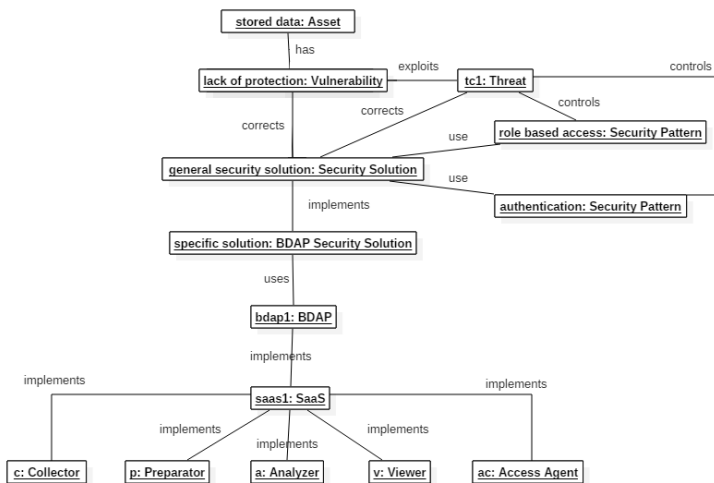 stored data: Asset
has
lack of protection: Vulnerability
exploits
tc1: Threat
controls
corrects
corrects
controls
role based access: Security Pattern
use
general security solution: Security Solution
use
authentication: Security Pattern
implements
specific solution: BDAP Security Solution
uses
bdap1: BDAP
implements
implements
implements
saas1: SaaS
implements
implements
implements
c: Collector
p: Preparator
a: Analyzer
v: Viewer
ac: Access Agent